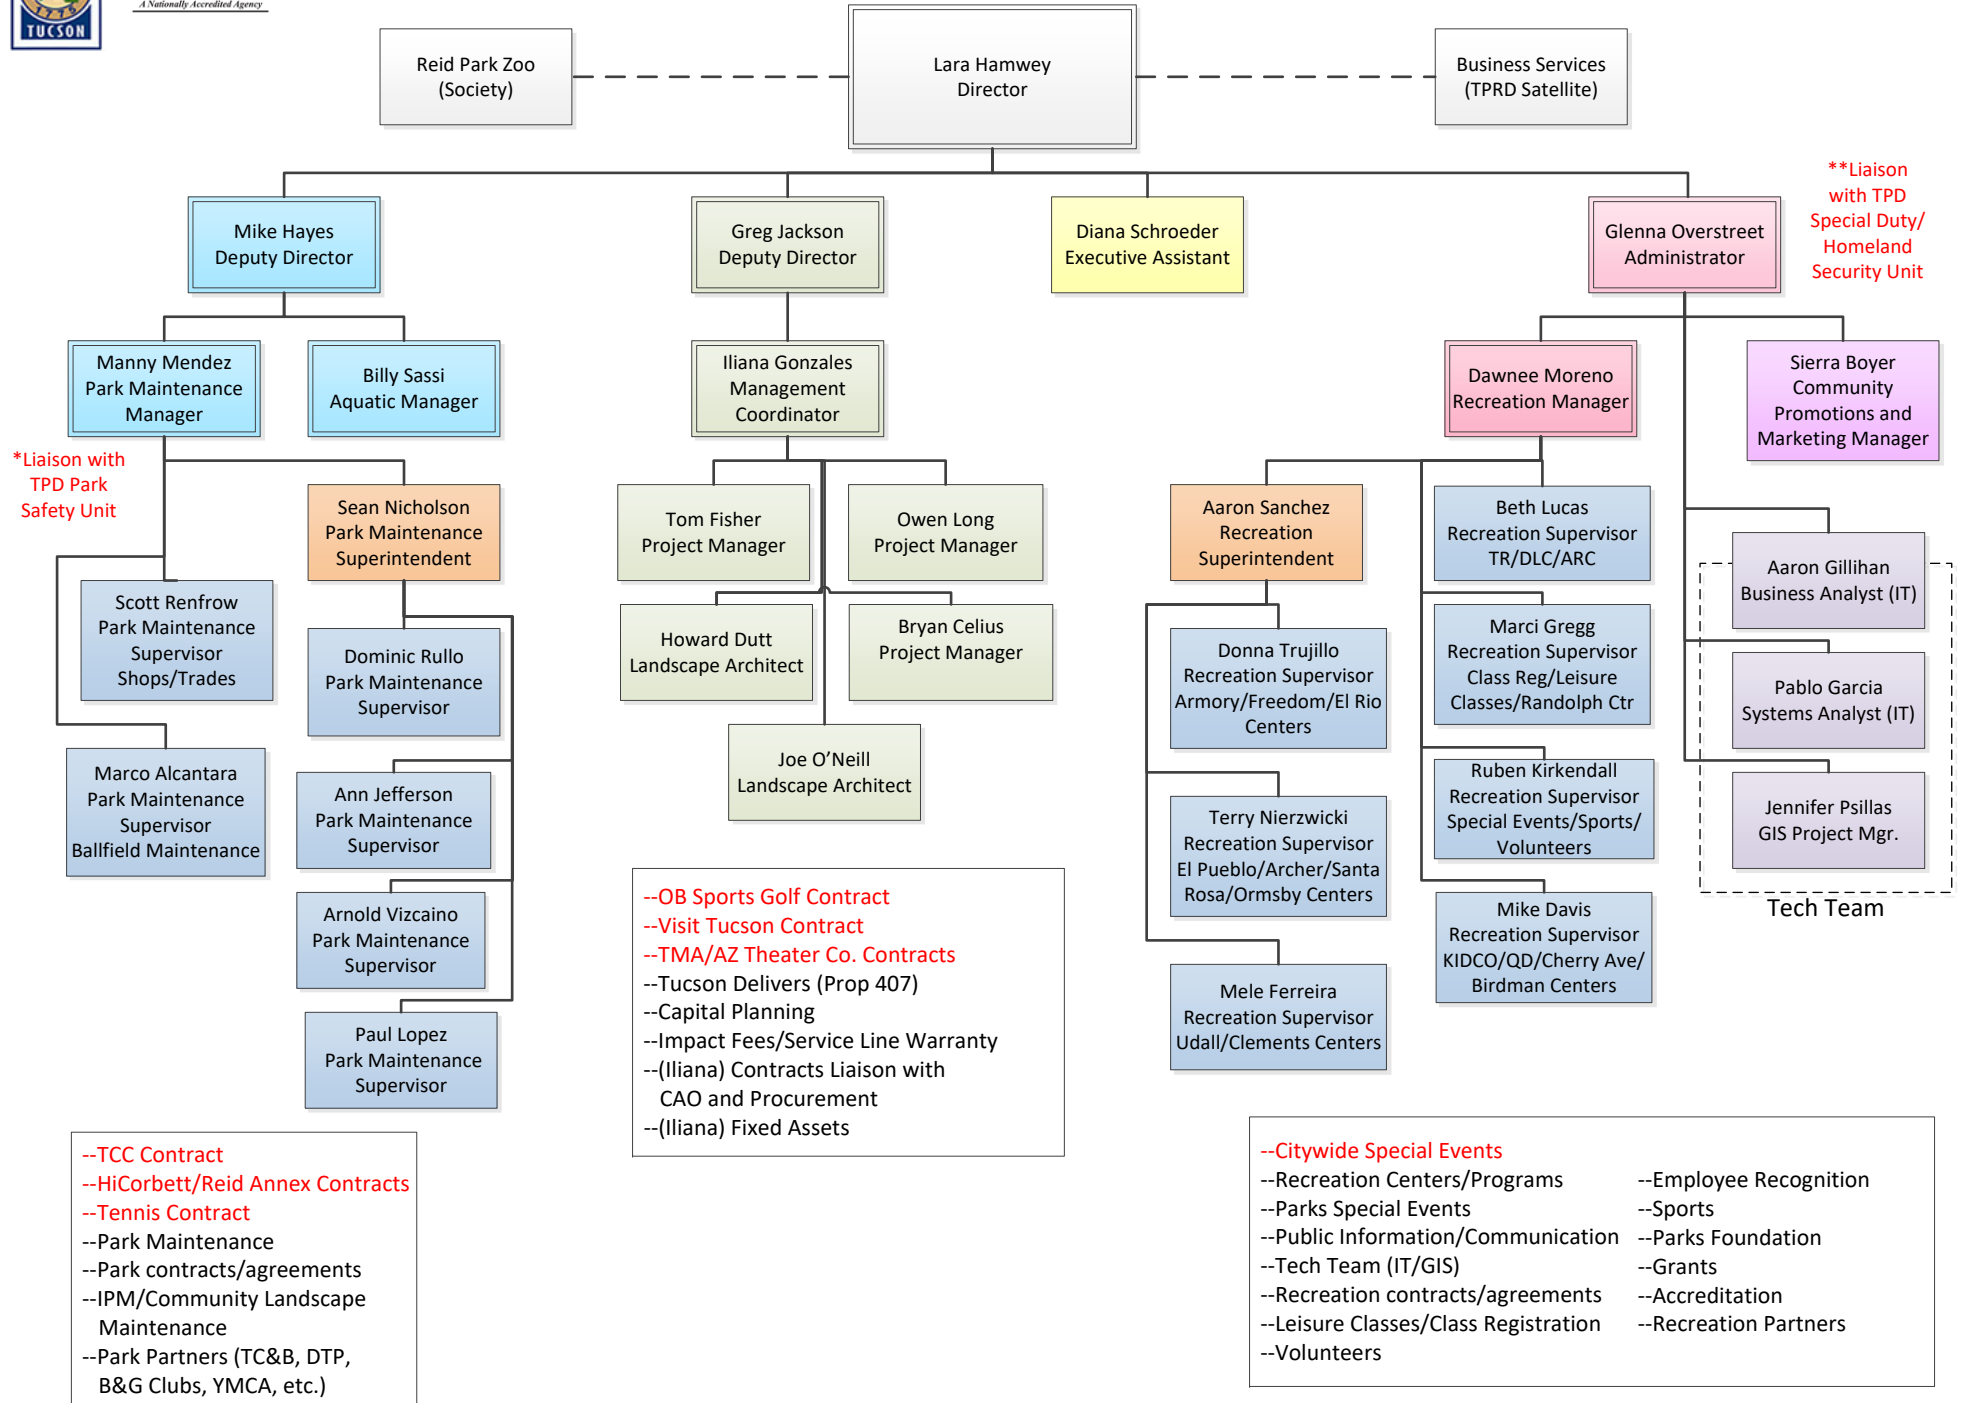 1775
TUCSON
A Nationally Accredited Agency
Reid Park Zoo
(Society)
Lara Hamwey
Director
Business Services
(TPRD Satellite)
**Liaison
with TPD
Special Duty/
Homeland
Security Unit
Mike Hayes
Deputy Director
Greg Jackson
Deputy Director
Diana Schroeder
Executive Assistant
Glenna Overstreet
Administrator
Manny Mendez
Park Maintenance
Manager
Billy Sassi
Aquatic Manager
Iliana Gonzales
Management
Coordinator
Dawnee Moreno
Recreation Manager
Sierra Boyer
Community
Promotions and
Marketing Manager
*Liaison with
TPD Park
Safety Unit
Sean Nicholson
Park Maintenance
Superintendent
Tom Fisher
Project Manager
Owen Long
Project Manager
Aaron Sanchez
Recreation
Superintendent
Beth Lucas
Recreation Supervisor
TR/DLC/ARC
Aaron Gillihan
Business Analyst (IT)
Scott Renfrow
Park Maintenance
Supervisor
Shops/Trades
Dominic Rullo
Park Maintenance
Supervisor
Howard Dutt
Landscape Architect
Bryan Celius
Project Manager
Donna Trujillo
Recreation Supervisor
Armory/Freedom/El Rio
Centers
Marci Gregg
Recreation Supervisor
Class Reg/Leisure
Classes/Randolph Ctr
Pablo Garcia
Systems Analyst (IT)
Marco Alcantara
Park Maintenance
Supervisor
Ballfield Maintenance
Ann Jefferson
Park Maintenance
Supervisor
Joe O’Neill
Landscape Architect
Terry Nierzwicki
Recreation Supervisor
El Pueblo/Archer/Santa
Rosa/Ormsby Centers
Ruben Kirkendall
Recreation Supervisor
Special Events/Sports/
Volunteers
Jennifer Psillas
GIS Project Mgr.
Tech Team
Arnold Vizcaino
Park Maintenance
Supervisor
Mike Davis
Recreation Supervisor
KIDCO/QD/Cherry Ave/
Birdman Centers
Paul Lopez
Park Maintenance
Supervisor
Mele Ferreira
Recreation Supervisor
Udall/Clements Centers
--OB Sports Golf Contract
--Visit Tucson Contract
--TMA/AZ Theater Co. Contracts
--Tucson Delivers (Prop 407)
--Capital Planning
--Impact Fees/Service Line Warranty
--(Iliana) Contracts Liaison with
CAO and Procurement
--(Iliana) Fixed Assets
--TCC Contract
--HiCorbett/Reid Annex Contracts
--Tennis Contract
--Park Maintenance
--Park contracts/agreements
--IPM/Community Landscape
Maintenance
--Park Partners (TC&B, DTP,
B&G Clubs, YMCA, etc.)
--Citywide Special Events
--Recreation Centers/Programs
--Parks Special Events
--Public Information/Communication
--Tech Team (IT/GIS)
--Recreation contracts/agreements
--Leisure Classes/Class Registration
--Volunteers
--Employee Recognition
--Sports
--Parks Foundation
--Grants
--Accreditation
--Recreation Partners